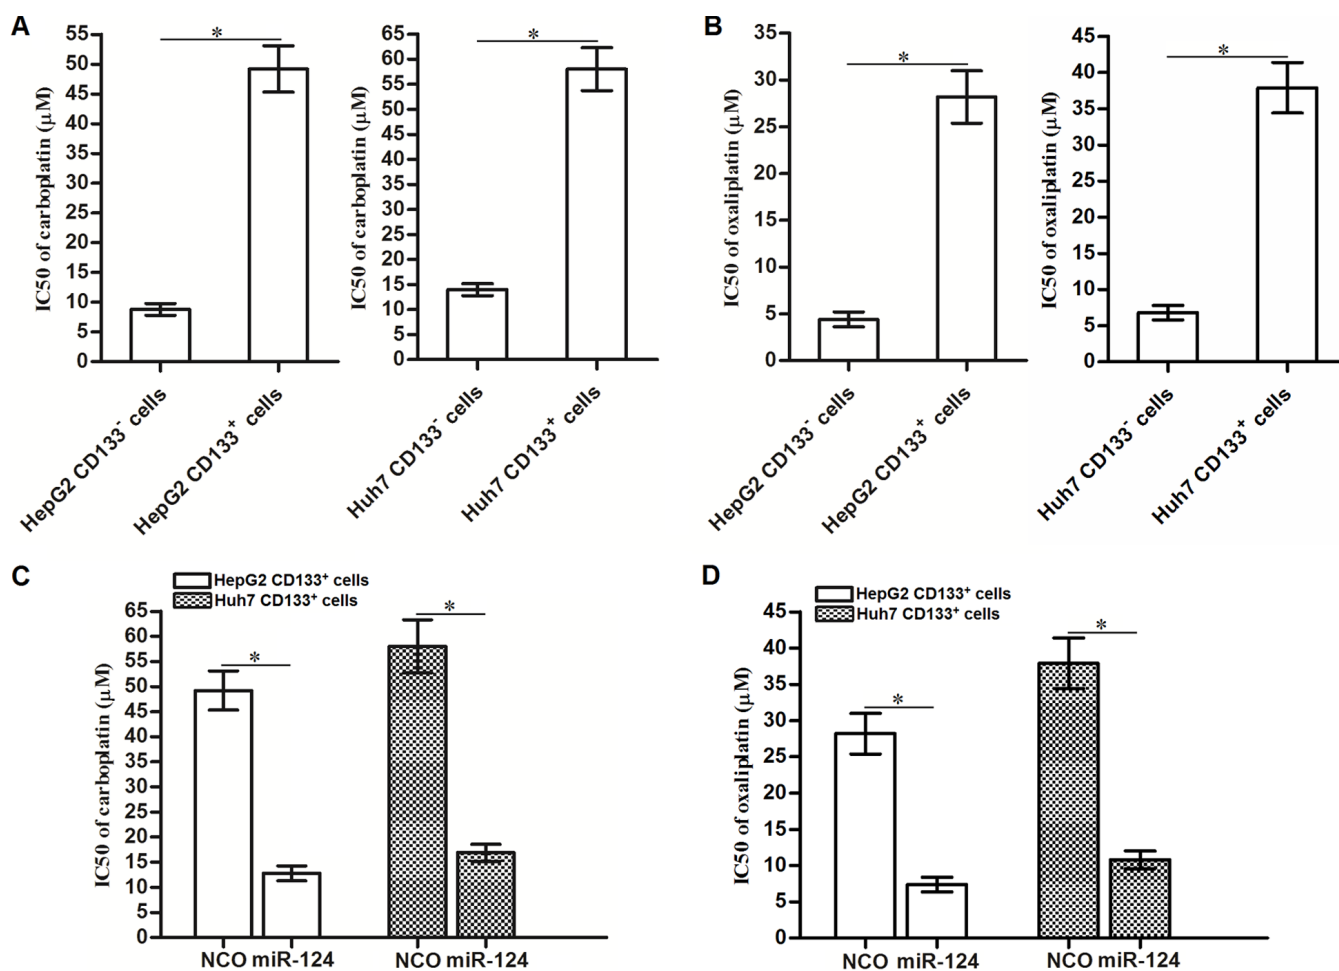 A
IC50 of carboplatin (μM)
55
50
45
40
35
30
25
20
15
10
5
0
*
HepG2 CD133⁻ cells
HepG2 CD133⁺ cells
IC50 of carboplatin (μM)
65
60
55
50
45
40
35
30
25
20
15
10
5
0
*
Huh7 CD133⁻ cells
Huh7 CD133⁺ cells
B
IC50 of oxaliplatin (μM)
35
30
25
20
15
10
5
0
*
HepG2 CD133⁻ cells
HepG2 CD133⁺ cells
IC50 of oxaliplatin (μM)
45
40
35
30
25
20
15
10
5
0
*
Huh7 CD133⁻ cells
Huh7 CD133⁺ cells
C
HepG2 CD133⁺ cells
Huh7 CD133⁺ cells
IC50 of carboplatin (μM)
65
60
55
50
45
40
35
30
25
20
15
10
5
0
*
*
NCO miR-124
NCO miR-124
D
HepG2 CD133⁺ cells
Huh7 CD133⁺ cells
IC50 of oxaliplatin (μM)
45
40
35
30
25
20
15
10
5
0
*
*
NCO miR-124
NCO miR-124